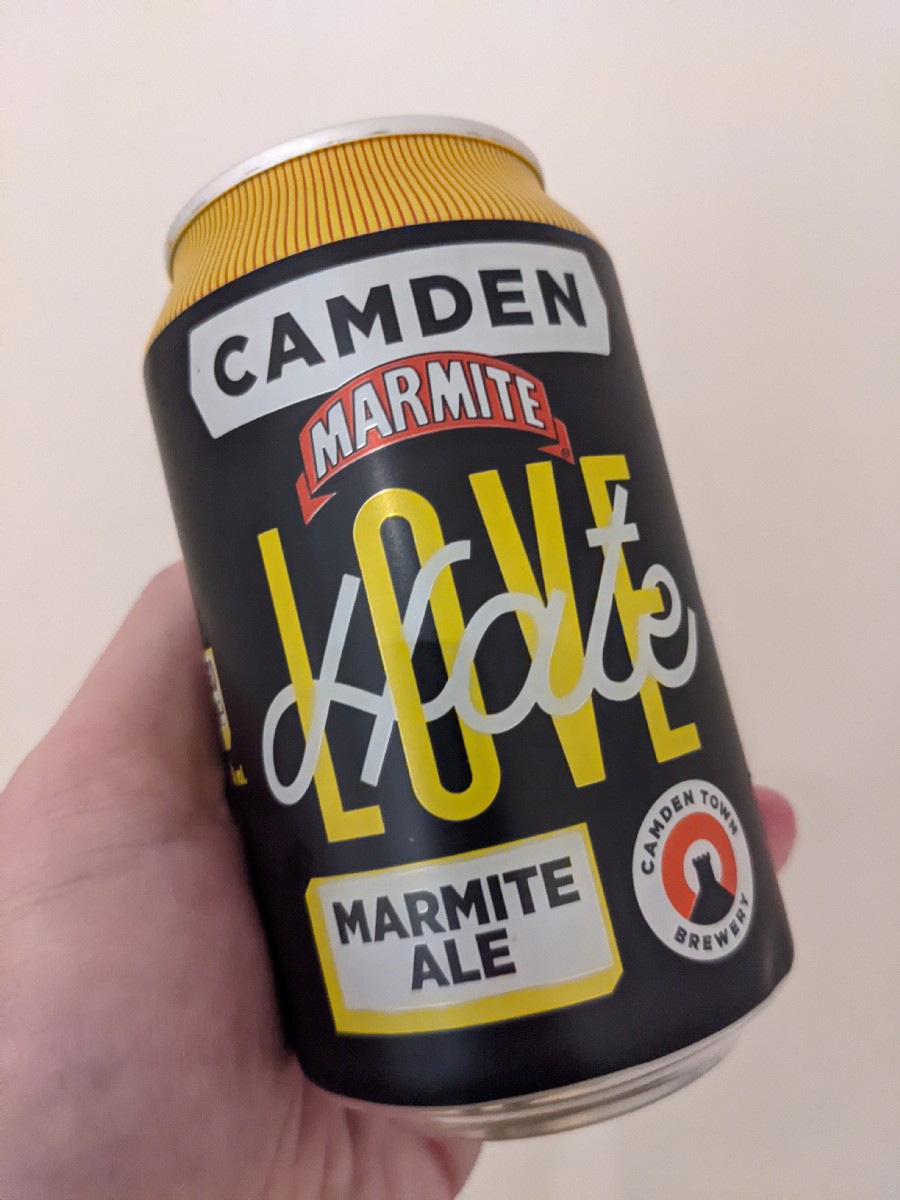 CAMDEN
MARMITE
LOVE
Hate
MARMITE
ALE
CAMDEN TOWN
BREWERY